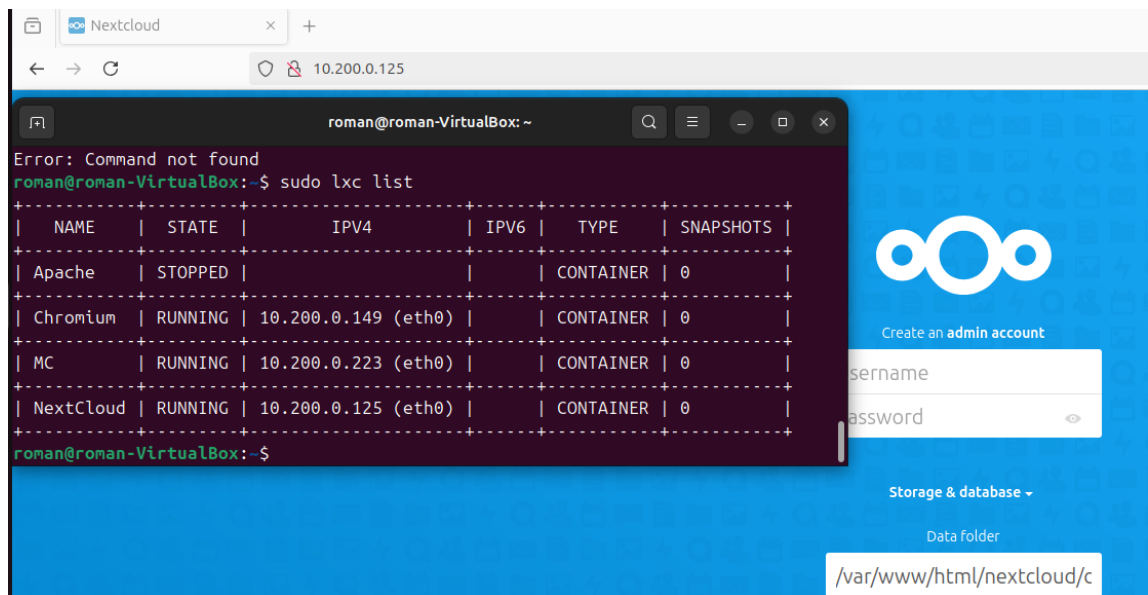 Nextcloud
10.200.0.125
roman@roman-VirtualBox: ~
Error: Command not found
roman@roman-VirtualBox:~$ sudo lxc list
+-----------+---------+---------------------+------+-----------+-----------+
| NAME | STATE | IPV4 | IPV6 | TYPE | SNAPSHOTS |
+-----------+---------+---------------------+------+-----------+-----------+
| Apache | STOPPED | | | CONTAINER | 0 |
+-----------+---------+---------------------+------+-----------+-----------+
| Chromium | RUNNING | 10.200.0.149 (eth0) | | CONTAINER | 0 |
+-----------+---------+---------------------+------+-----------+-----------+
| MC | RUNNING | 10.200.0.223 (eth0) | | CONTAINER | 0 |
+-----------+---------+---------------------+------+-----------+-----------+
| NextCloud | RUNNING | 10.200.0.125 (eth0) | | CONTAINER | 0 |
+-----------+---------+---------------------+------+-----------+-----------+
roman@roman-VirtualBox:~$
Create an admin account
sername
assword
Storage & database
Data folder
/var/www/html/nextcloud/c